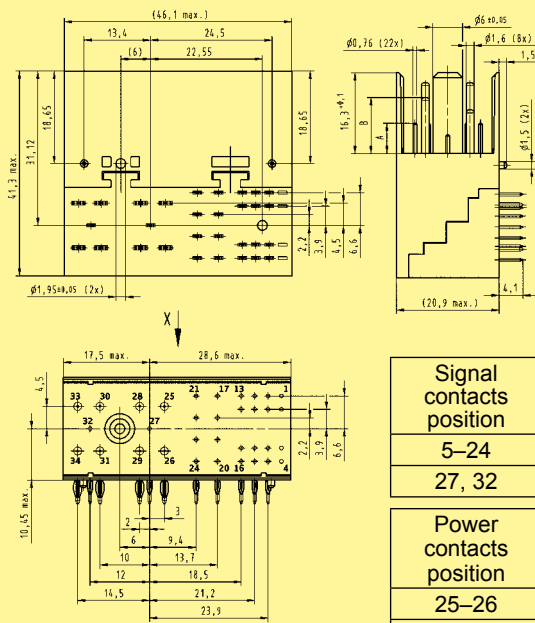 (46,1 max.)
13,4
24,5
(6)
22,55
18,65
31,12
41,3 max.
18,65
2,2
3,9
4,5
6,6
Ø1,95±0,05 (2x)
X
Ø6 ±0,05
Ø0,76 (22x)
Ø1,6 (8x)
1,5
16,3 +0,1
B
A
Ø1,5 (2x)
(20,9 max.)
4,1
17,5 max.
28,6 max.
4,5
33
30
28
25
21
17
13
1
32
27
34
31
29
26
24
20
16
4
2,2
3,9
6,6
10,45 max.
3
2
6
9,4
10
13,7
12
18,5
14,5
21,2
23,9
Signal
contacts
position
5–24
27, 32
Power
contacts
position
25–26